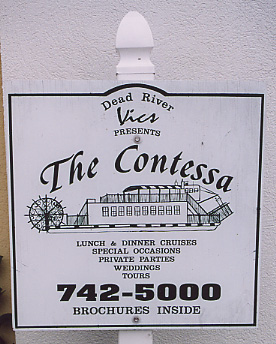 Dead River
Vics
PRESENTS
The Contessa
LUNCH & DINNER CRUISES
SPECIAL OCCASIONS
PRIVATE PARTIES
WEDDINGS
TOURS
742-5000
BROCHURES INSIDE